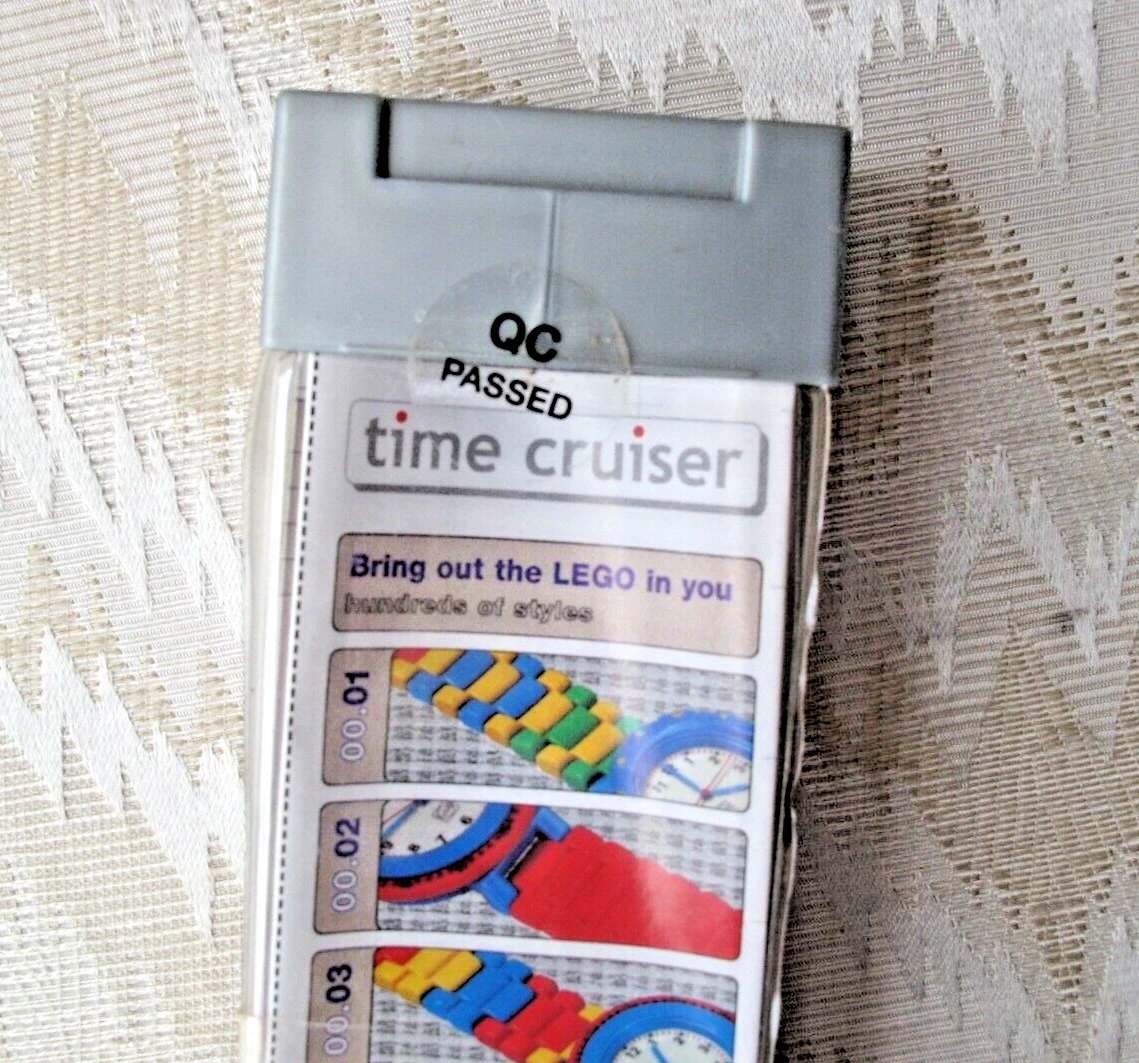 QC
PASSED
time cruiser
Bring out the LEGO in you
hundreds of styles
00.01
00.02
00.03